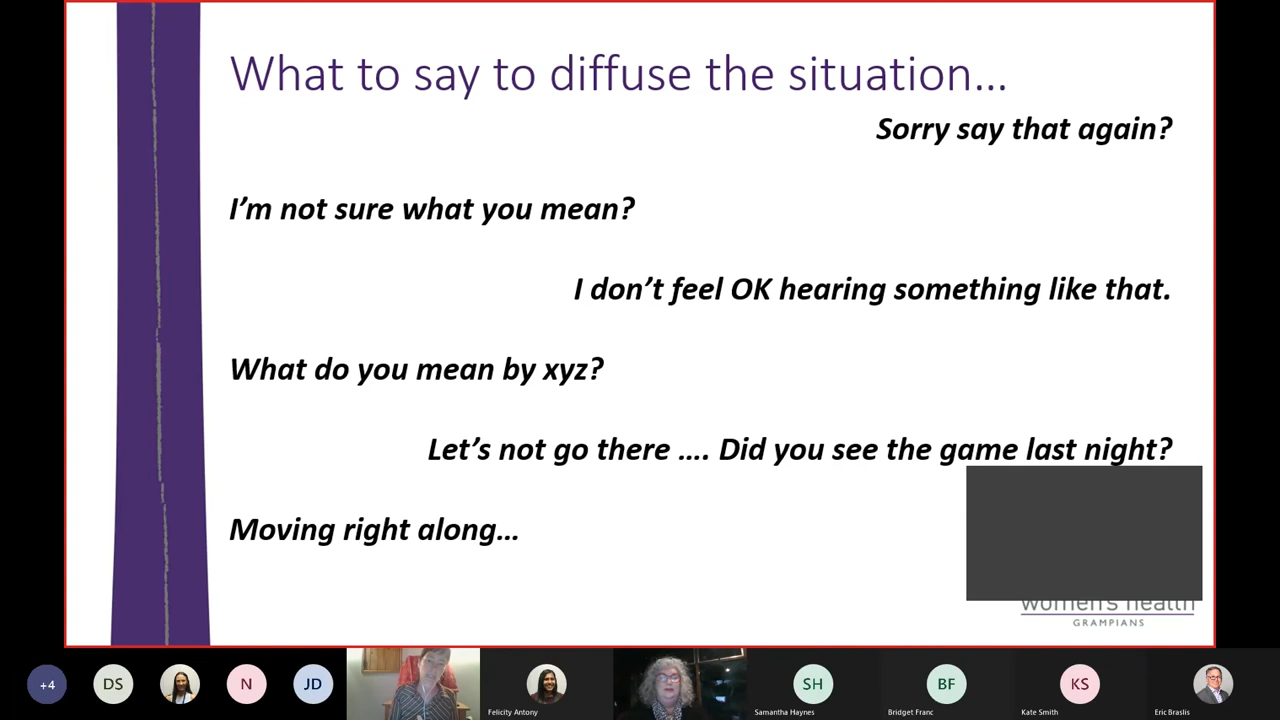 What to say to diffuse the situation...
Sorry say that again?
I'm not sure what you mean?
I don't feel OK hearing something like that.
What do you mean by xyz?
Let's not go there .... Did you see the game last night?
Moving right along...
women's health
GRAMPIANS
+4
DS
N
JD
Felicity Antony
SH
Samantha Haynes
BF
Bridget Franc
KS
Kate Smith
Eric Braslis